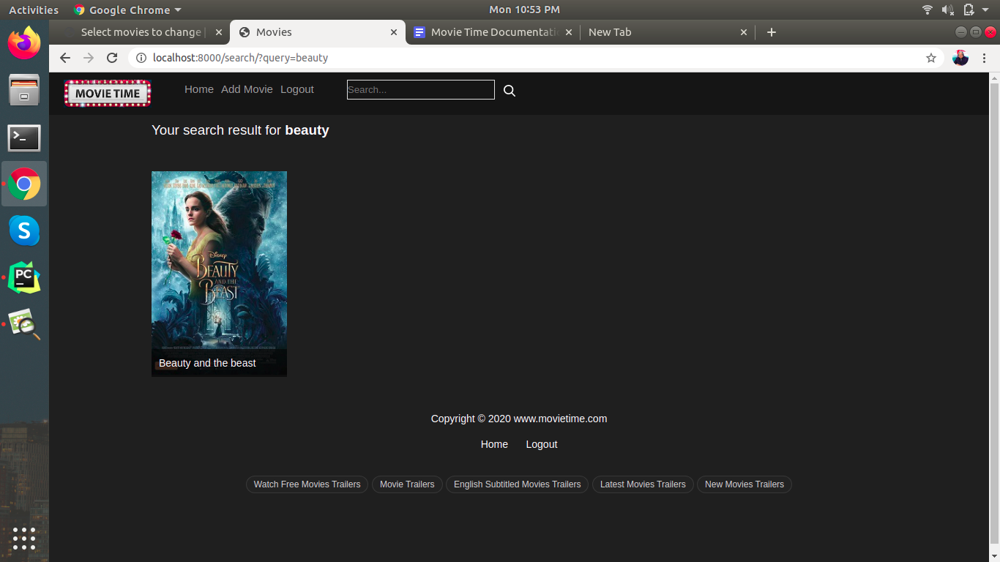 Activities Google Chrome Mon 10:53 PM
Select movies to change | Movies Movie Time Documentati New Tab
localhost:8000/search/?query=beauty
MOVIE TIME Home Add Movie Logout Search...
Your search result for beauty
Disney
BEAUTY
AND THE
BEAST
Beauty and the beast
Copyright © 2020 www.movietime.com
Home Logout
Watch Free Movies Trailers Movie Trailers English Subtitled Movies Trailers Latest Movies Trailers New Movies Trailers
S
PC